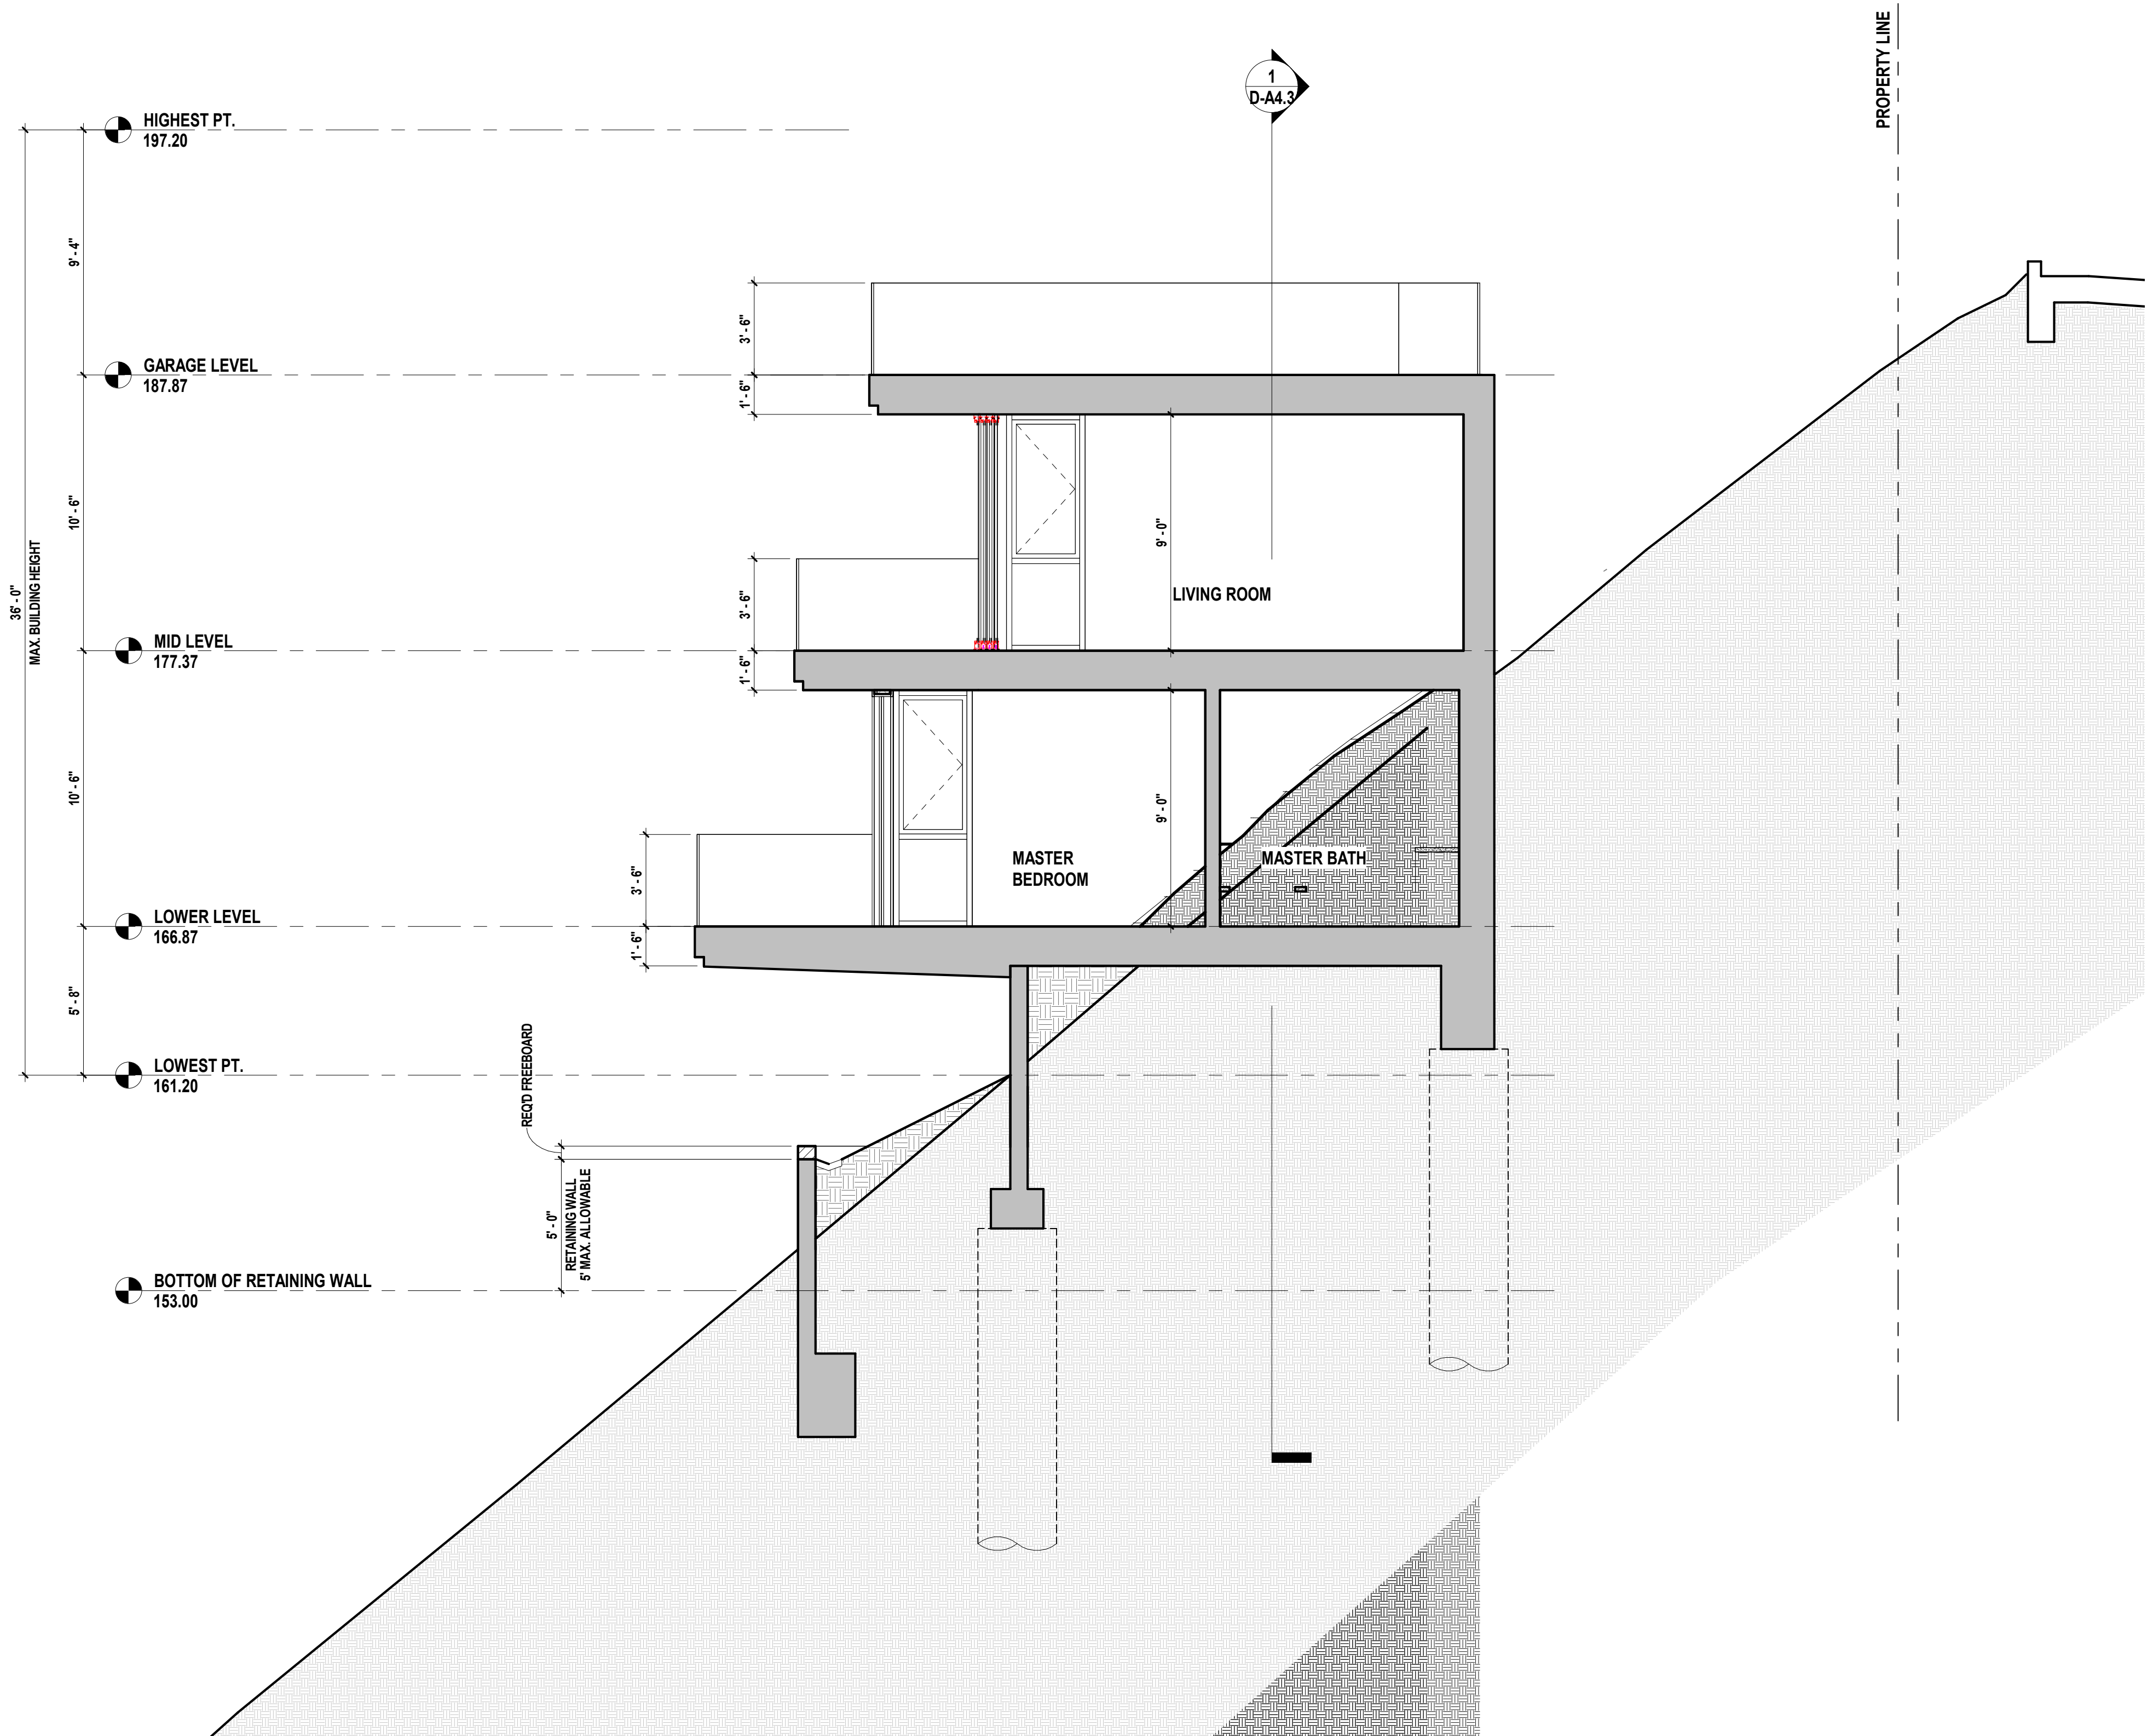 PROPERTY LINE
1
D-A4.3
HIGHEST PT.
197.20
9' - 4"
3' - 6"
GARAGE LEVEL
187.87
1' - 6"
10' - 6"
9' - 0"
36' - 0"
MAX. BUILDING HEIGHT
3' - 6"
LIVING ROOM
MID LEVEL
177.37
1' - 6"
10' - 6"
9' - 0"
3' - 6"
MASTER
BEDROOM
MASTER BATH
LOWER LEVEL
166.87
1' - 6"
5' - 8"
REQ'D FREEBOARD
LOWEST PT.
161.20
5' - 0"
RETAINING WALL
5' MAX. ALLOWABLE
BOTTOM OF RETAINING WALL
153.00